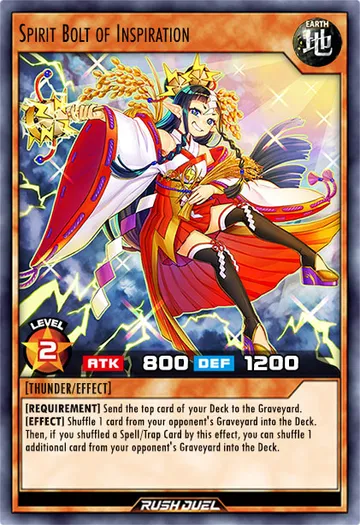 Spirit Bolt of Inspiration
EARTH
地
LEVEL
2
ATK 800 DEF 1200
[THUNDER/EFFECT]
[REQUIREMENT] Send the top card of your Deck to the Graveyard.
[EFFECT] Shuffle 1 card from your opponent's Graveyard into the Deck.
Then, if you shuffled a Spell/Trap Card by this effect, you can shuffle 1
additional card from your opponent's Graveyard into the Deck.
RUSH DUEL